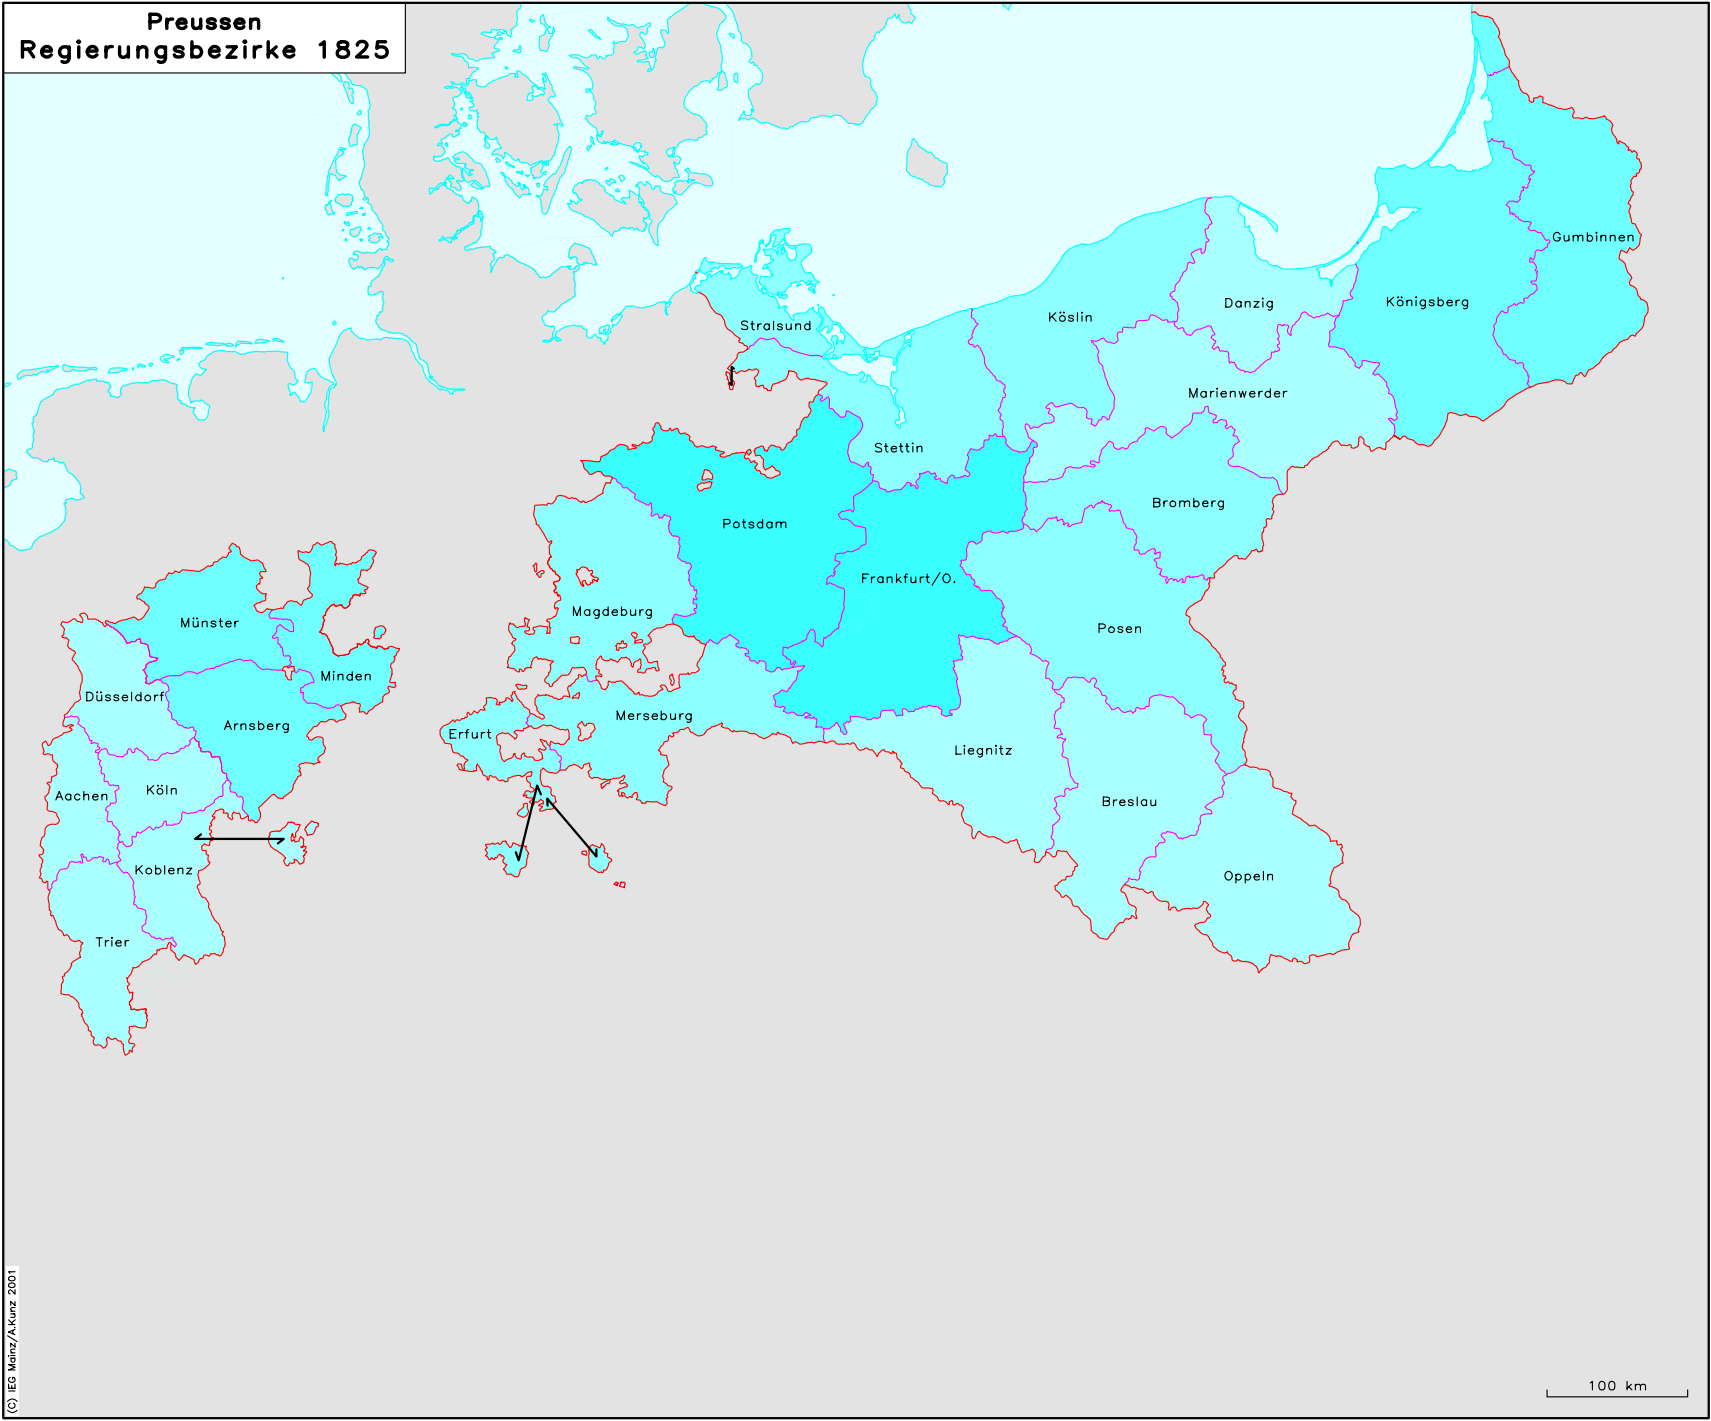 Preussen
Regierungsbezirke 1825
Gumbinnen
Königsberg
Danzig
Köslin
Stralsund
Marienwerder
Stettin
Bromberg
Potsdam
Frankfurt/O.
Magdeburg
Münster
Posen
Minden
Düsseldorf
Merseburg
Arnsberg
Erfurt
Liegnitz
Köln
Aachen
Breslau
Koblenz
Oppeln
Trier
100 km
(C) IEG Mainz/A.Kunz 2001